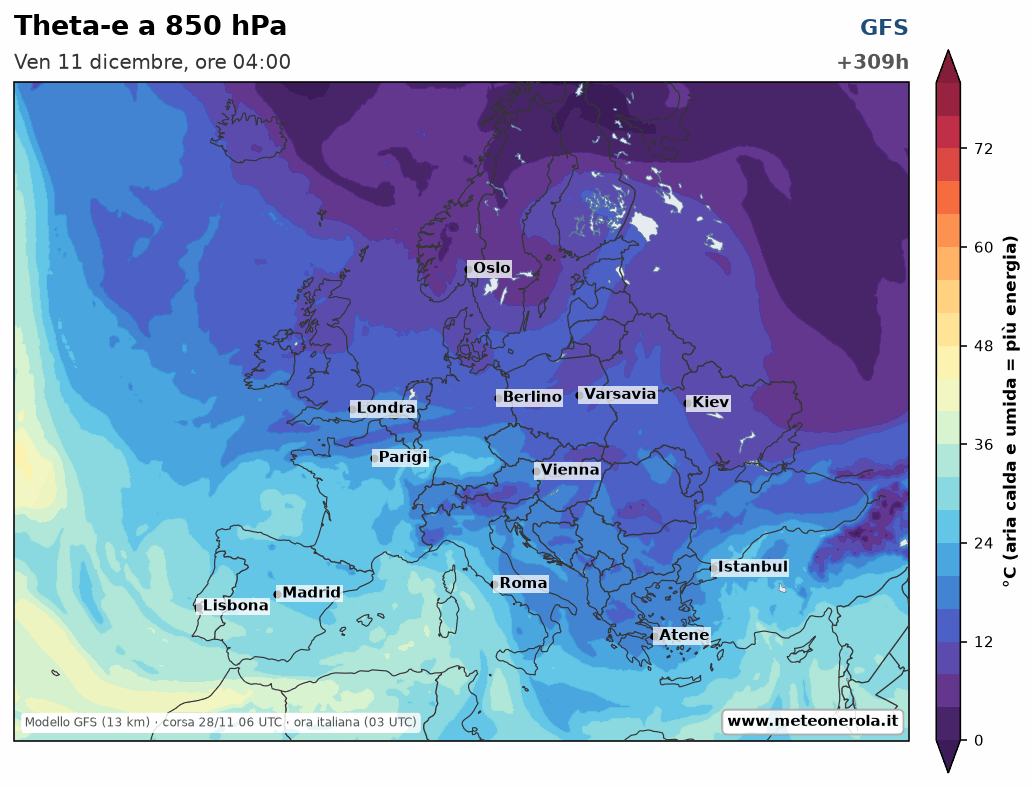 Theta-e a 850 hPa
GFS
Ven 11 dicembre, ore 04:00
+309h
72
60
48
36
24
12
0
°C (aria calda e umida = più energia)
Oslo
Berlino
Varsavia
Kiev
Londra
Parigi
Vienna
Istanbul
Roma
Madrid
Lisbona
Atene
Modello GFS (13 km) · corsa 28/11 06 UTC · ora italiana (03 UTC)
www.meteonerola.it